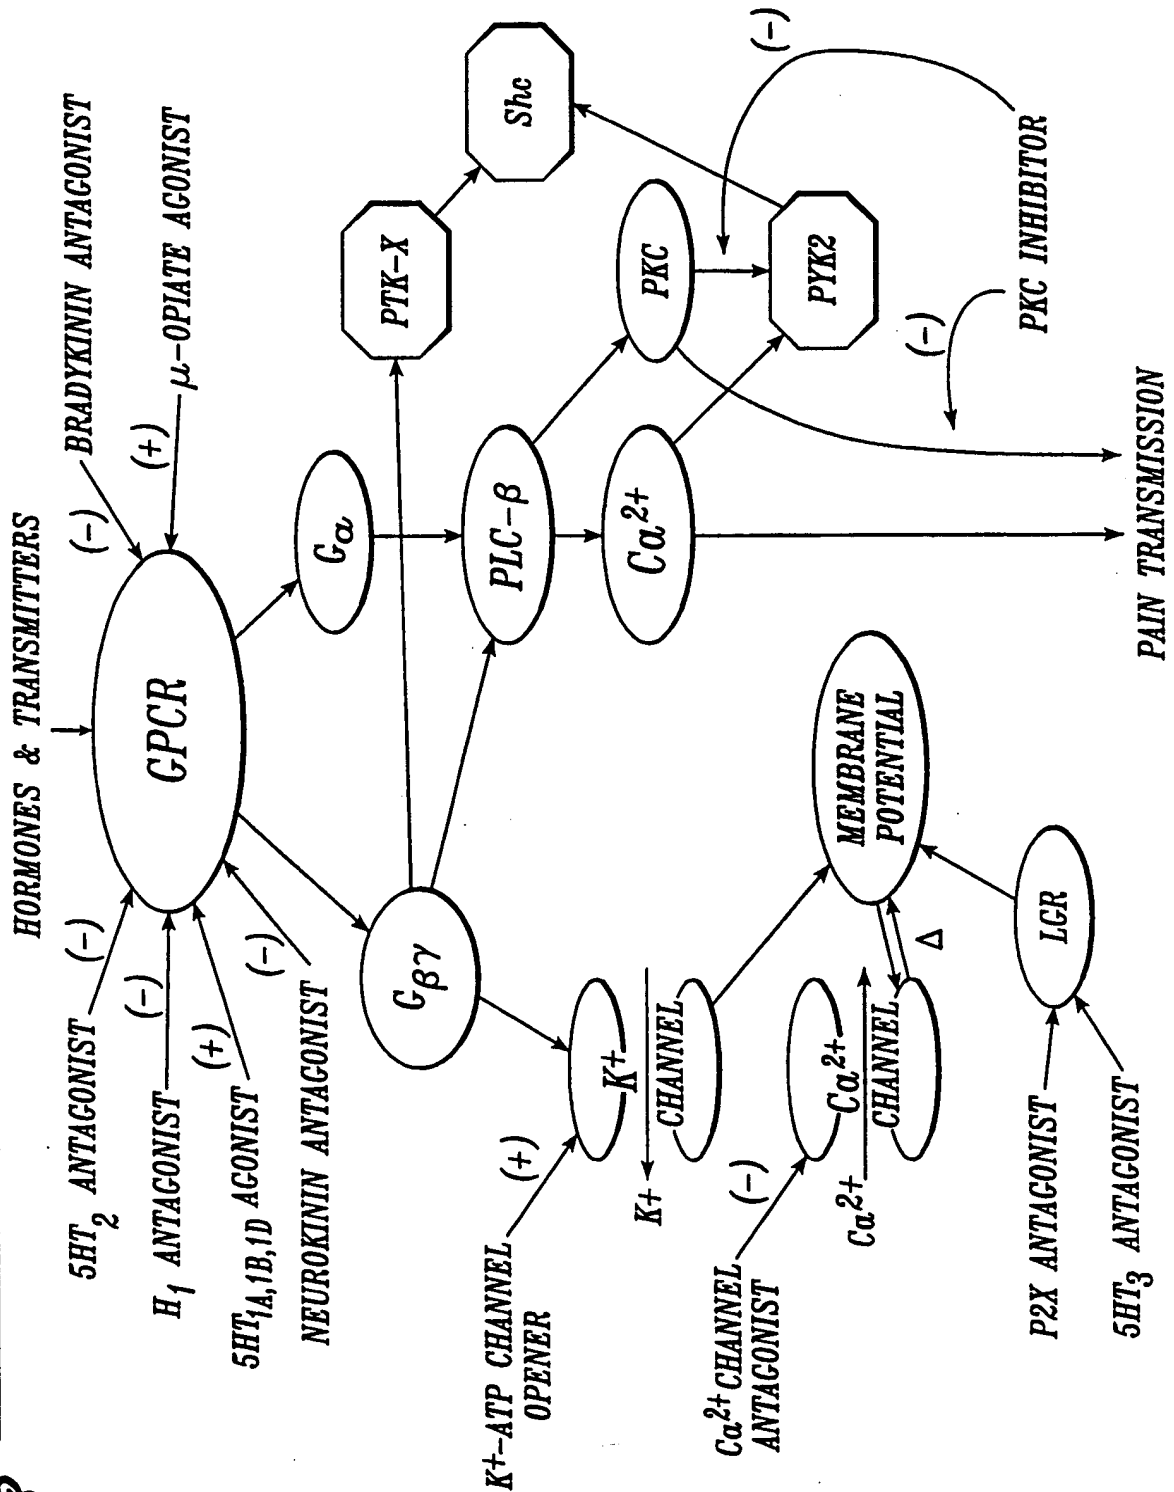 HORMONES & TRANSMITTERS
5HT2 ANTAGONIST
(-)
H1 ANTAGONIST
(-)
5HT1A,1B,1D AGONIST
(+)
NEUROKININ ANTAGONIST
(-)
BRADYKININ ANTAGONIST
(-)
μ-OPIATE AGONIST
(+)
GPCR
Gα
Gβγ
PTK-X
Shc
PLC-β
PKC
Ca2+
PYK2
(-)
(-)
PKC INHIBITOR
PAIN TRANSMISSION
K+-ATP CHANNEL
OPENER
(+)
K+
K+
CHANNEL
Ca2+ CHANNEL
ANTAGONIST
(-)
Ca2+
Ca2+
CHANNEL
MEMBRANE
POTENTIAL
Δ
LGR
P2X ANTAGONIST
5HT3 ANTAGONIST